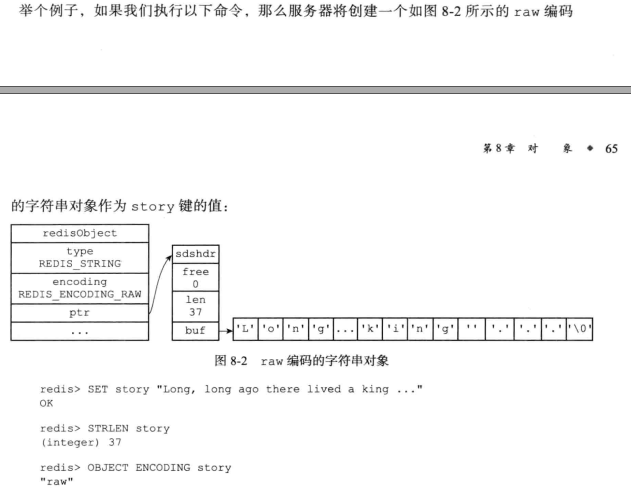 举个例子，如果我们执行以下命令，那么服务器将创建一个如图 8-2 所示的 raw 编码
第 8 章 对 象 ◆ 65
的字符串对象作为 story 键的值：
redisObject
type
REDIS_STRING
encoding
REDIS_ENCODING_RAW
ptr
...
sdshdr
free
0
len
37
buf
'L' 'o' 'n' 'g' ... 'k' 'i' 'n' 'g' '' '.' '.' '.' '\0'
图 8-2 raw 编码的字符串对象
redis> SET story "Long, long ago there lived a king ..."
OK
redis> STRLEN story
(integer) 37
redis> OBJECT ENCODING story
"raw"